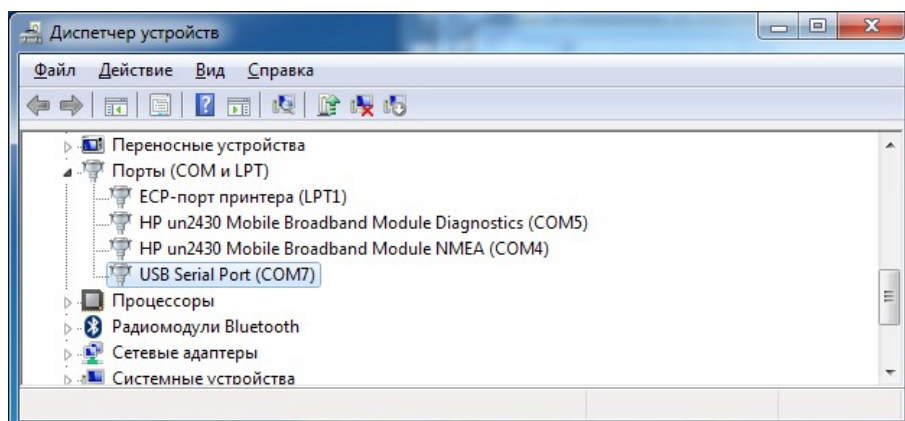 Диспетчер устройств
Файл Действие Вид Справка
Переносные устройства
Порты (COM и LPT)
ECP-порт принтера (LPT1)
HP un2430 Mobile Broadband Module Diagnostics (COM5)
HP un2430 Mobile Broadband Module NMEA (COM4)
USB Serial Port (COM7)
Процессоры
Радиомодули Bluetooth
Сетевые адаптеры
Системные устройства